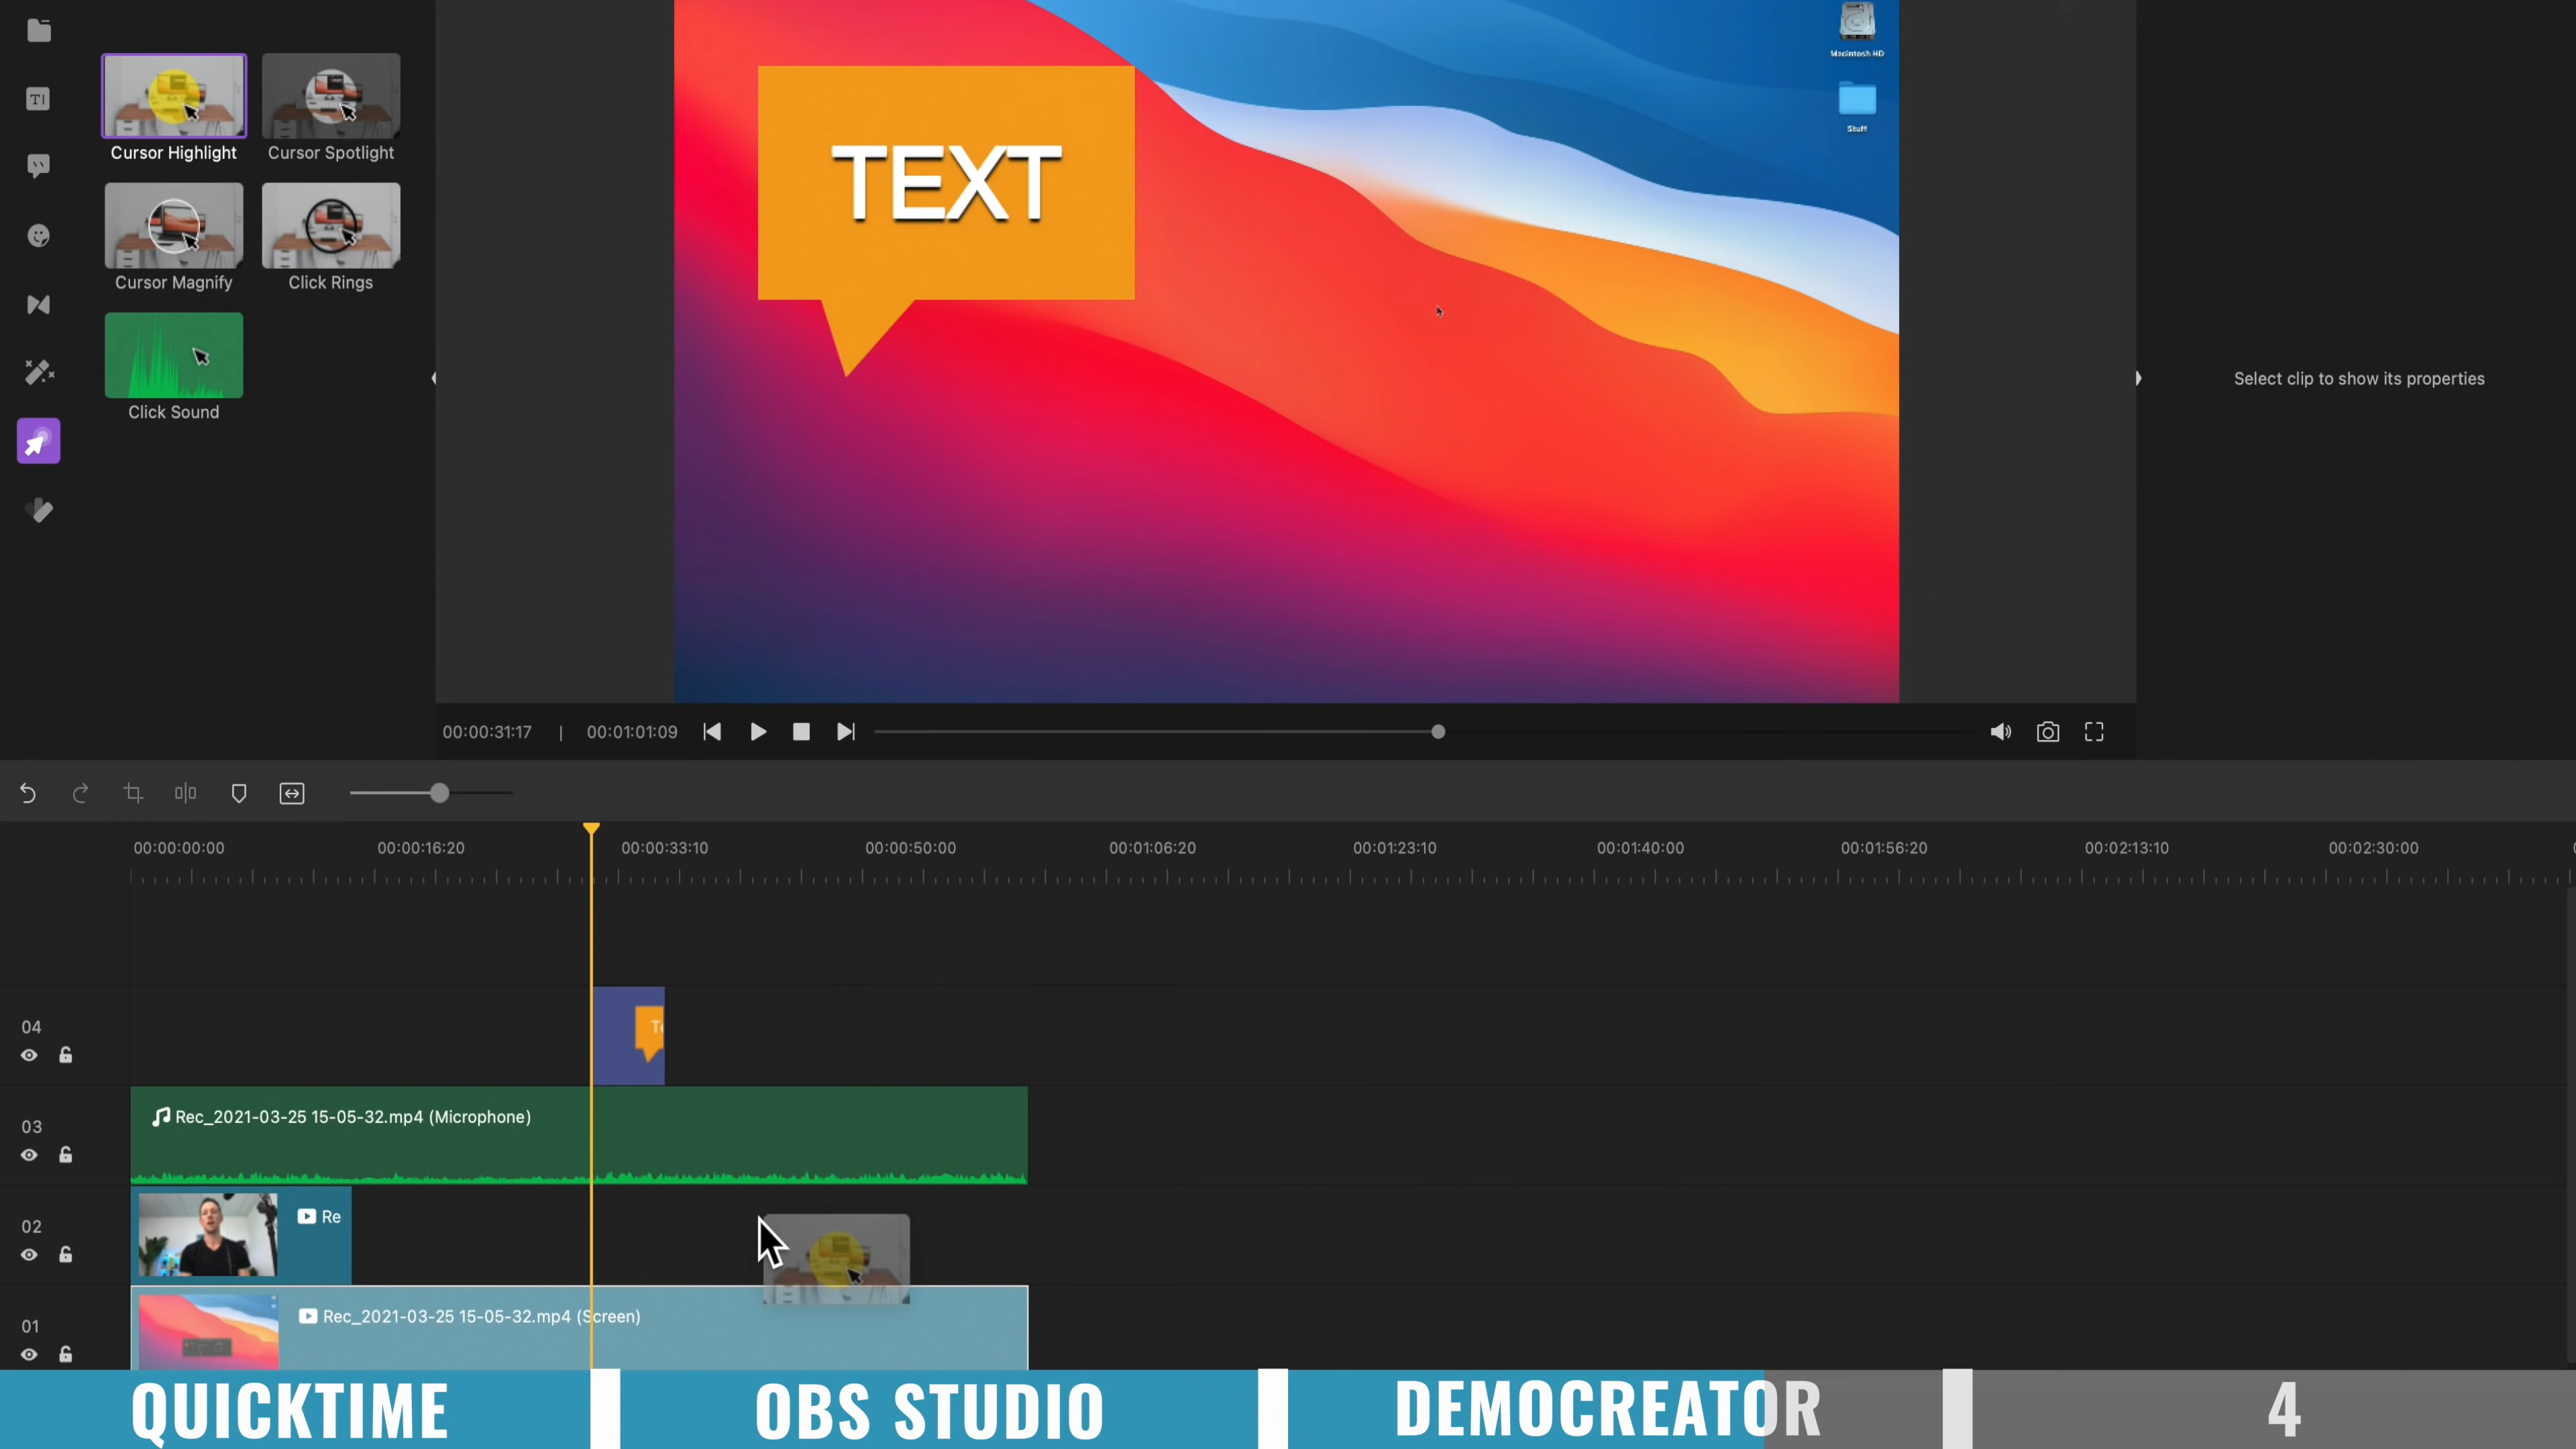 Macintosh HD
Stuff
TEXT
Cursor Highlight
Cursor Spotlight
Cursor Magnify
Click Rings
Click Sound
Select clip to show its properties
00:00:31:17 | 00:01:01:09
00:00:00:00 00:00:16:20 00:00:33:10 00:00:50:00 00:01:06:20 00:01:23:10 00:01:40:00 00:01:56:20 00:02:13:10 00:02:30:00
04
03
Rec_2021-03-25 15-05-32.mp4 (Microphone)
02
Re
01
Rec_2021-03-25 15-05-32.mp4 (Screen)
QUICKTIME
OBS STUDIO
DEMOCREATOR
4